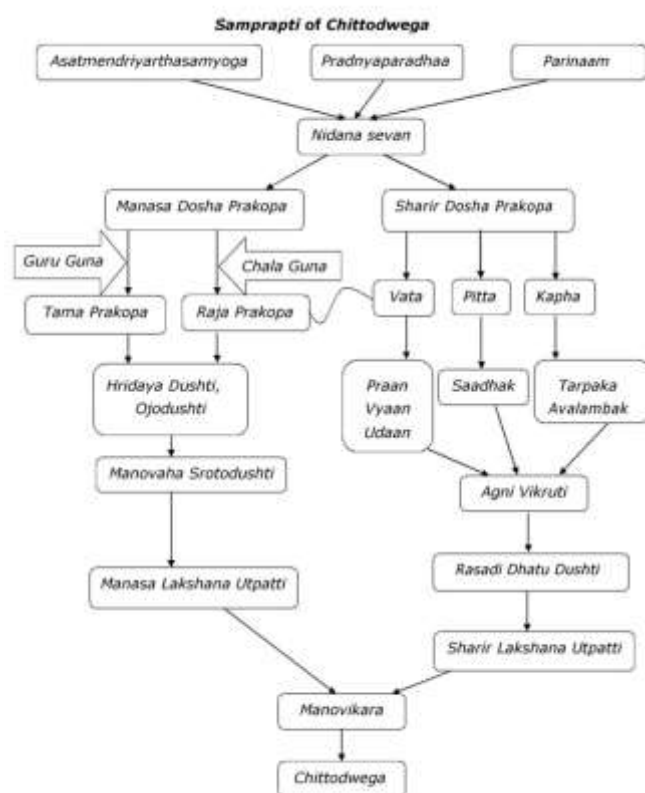 Samprapti of Chittodwega
Asatmendriyarthasamyoga
Pradnyaparadhaa
Parinaam
Nidana sevan
Manasa Dosha Prakopa
Sharir Dosha Prakopa
Guru Guna
Chala Guna
Tama Prakopa
Raja Prakopa
Vata
Pitta
Kapha
Hridaya Dushti,
Ojodushti
Praan
Vyaan
Udaan
Saadhak
Tarpaka
Avalambak
Manovaha Srotodushti
Agni Vikruti
Manasa Lakshana Utpatti
Rasadi Dhatu Dushti
Sharir Lakshana Utpatti
Manovikara
Chittodwega